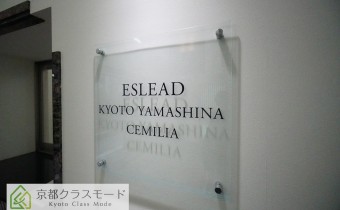 ESLEAD
KYOTO YAMASHINA
CEMILIA
京都クラスモード
Kyoto Class Mode